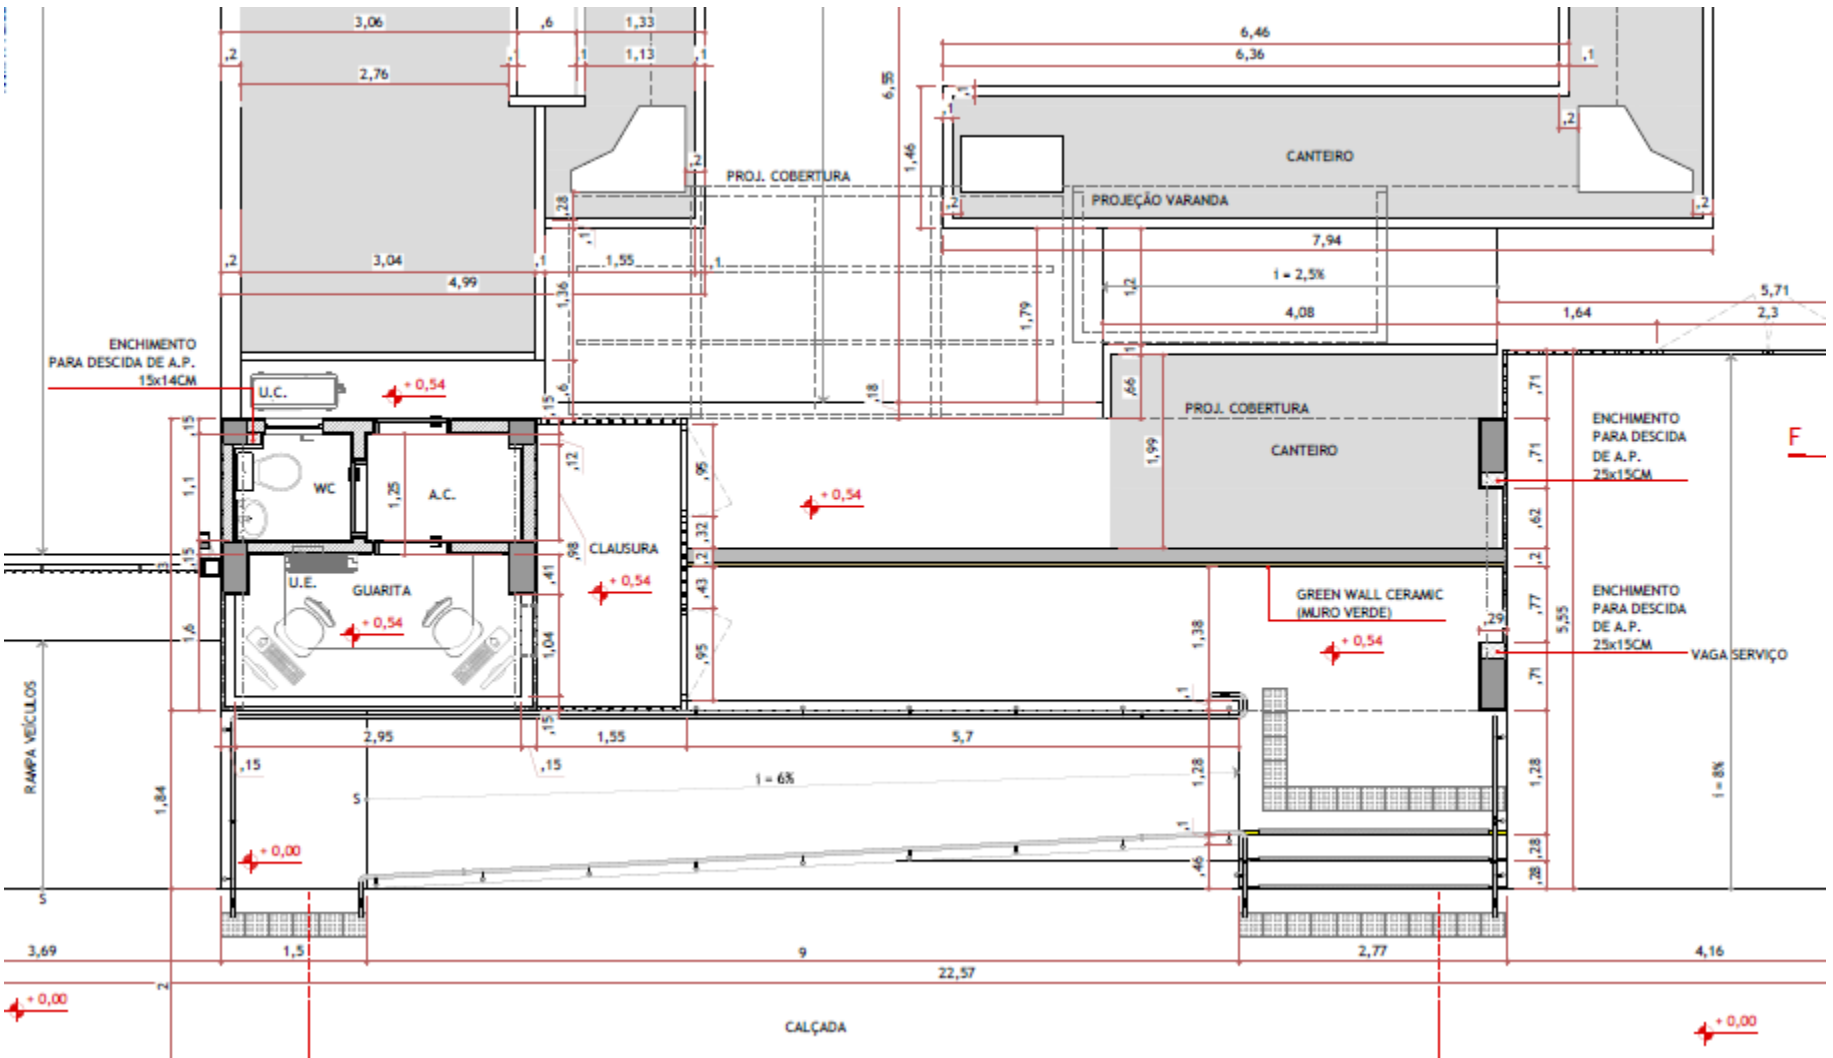 3,06
,6
1,33
6,46
,2
,1
,1
1,13
,1
6,36
,1
2,76
6,55
,1
,1
,2
1,46
CANTEIRO
,2
PROJ. COBERTURA
,28
PROJEÇÃO VARANDA
,2
,2
,1
7,94
,2
3,04
,1
1,55
,1
i = 2,5%
4,99
1,36
1,2
5,71
1,79
4,08
1,64
2,3
ENCHIMENTO
PARA DESCIDA DE A.P.
15x14CM
,1
U.C.
+ 0,54
,6
,18
,66
,71
,15
,15
PROJ. COBERTURA
ENCHIMENTO
PARA DESCIDA
DE A.P.
25x15CM
F
CANTEIRO
1,99
,71
,12
,95
WC
1,25
A.C.
1,1
+ 0,54
,62
,32
,98
CLAUSURA
,15
3
,2
,2
U.E.
GUARITA
,41
+ 0,54
,43
GREEN WALL CERAMIC
(MURO VERDE)
ENCHIMENTO
PARA DESCIDA
DE A.P.
25x15CM
,77
5,55
,29
+ 0,54
1,6
1,04
,95
1,38
+ 0,54
VAGA SERVIÇO
,71
,1
RAMPA VEÍCULOS
,15
2,95
1,55
5,7
,15
,15
i = 6%
1,28
1,28
i = 8%
1,84
S
,1
+ 0,00
,46
,28
,28
S
3,69
1,5
9
2,77
4,16
22,57
2
+ 0,00
CALÇADA
+ 0,00